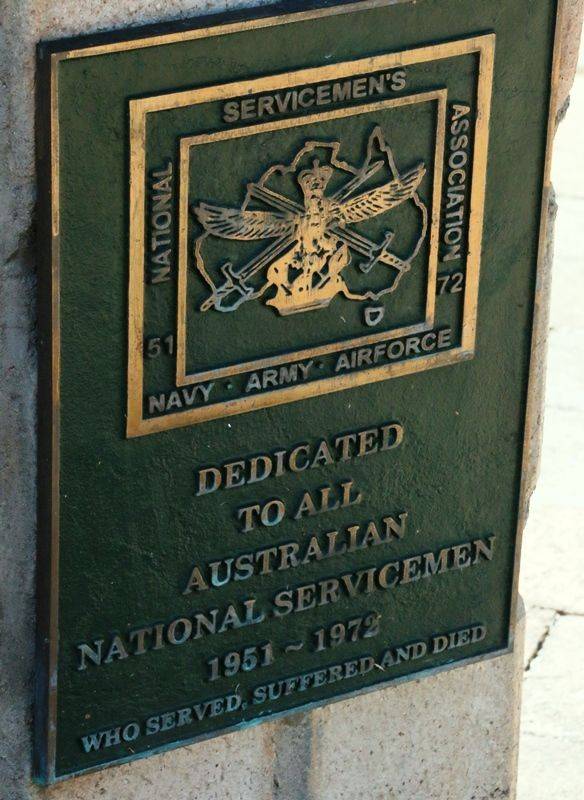 SERVICEMEN'S
NATIONAL
ASSOCIATION
51
72
NAVY · ARMY · AIRFORCE
DEDICATED
TO ALL
AUSTRALIAN
NATIONAL SERVICEMEN
1951 ~ 1972
WHO SERVED, SUFFERED AND DIED